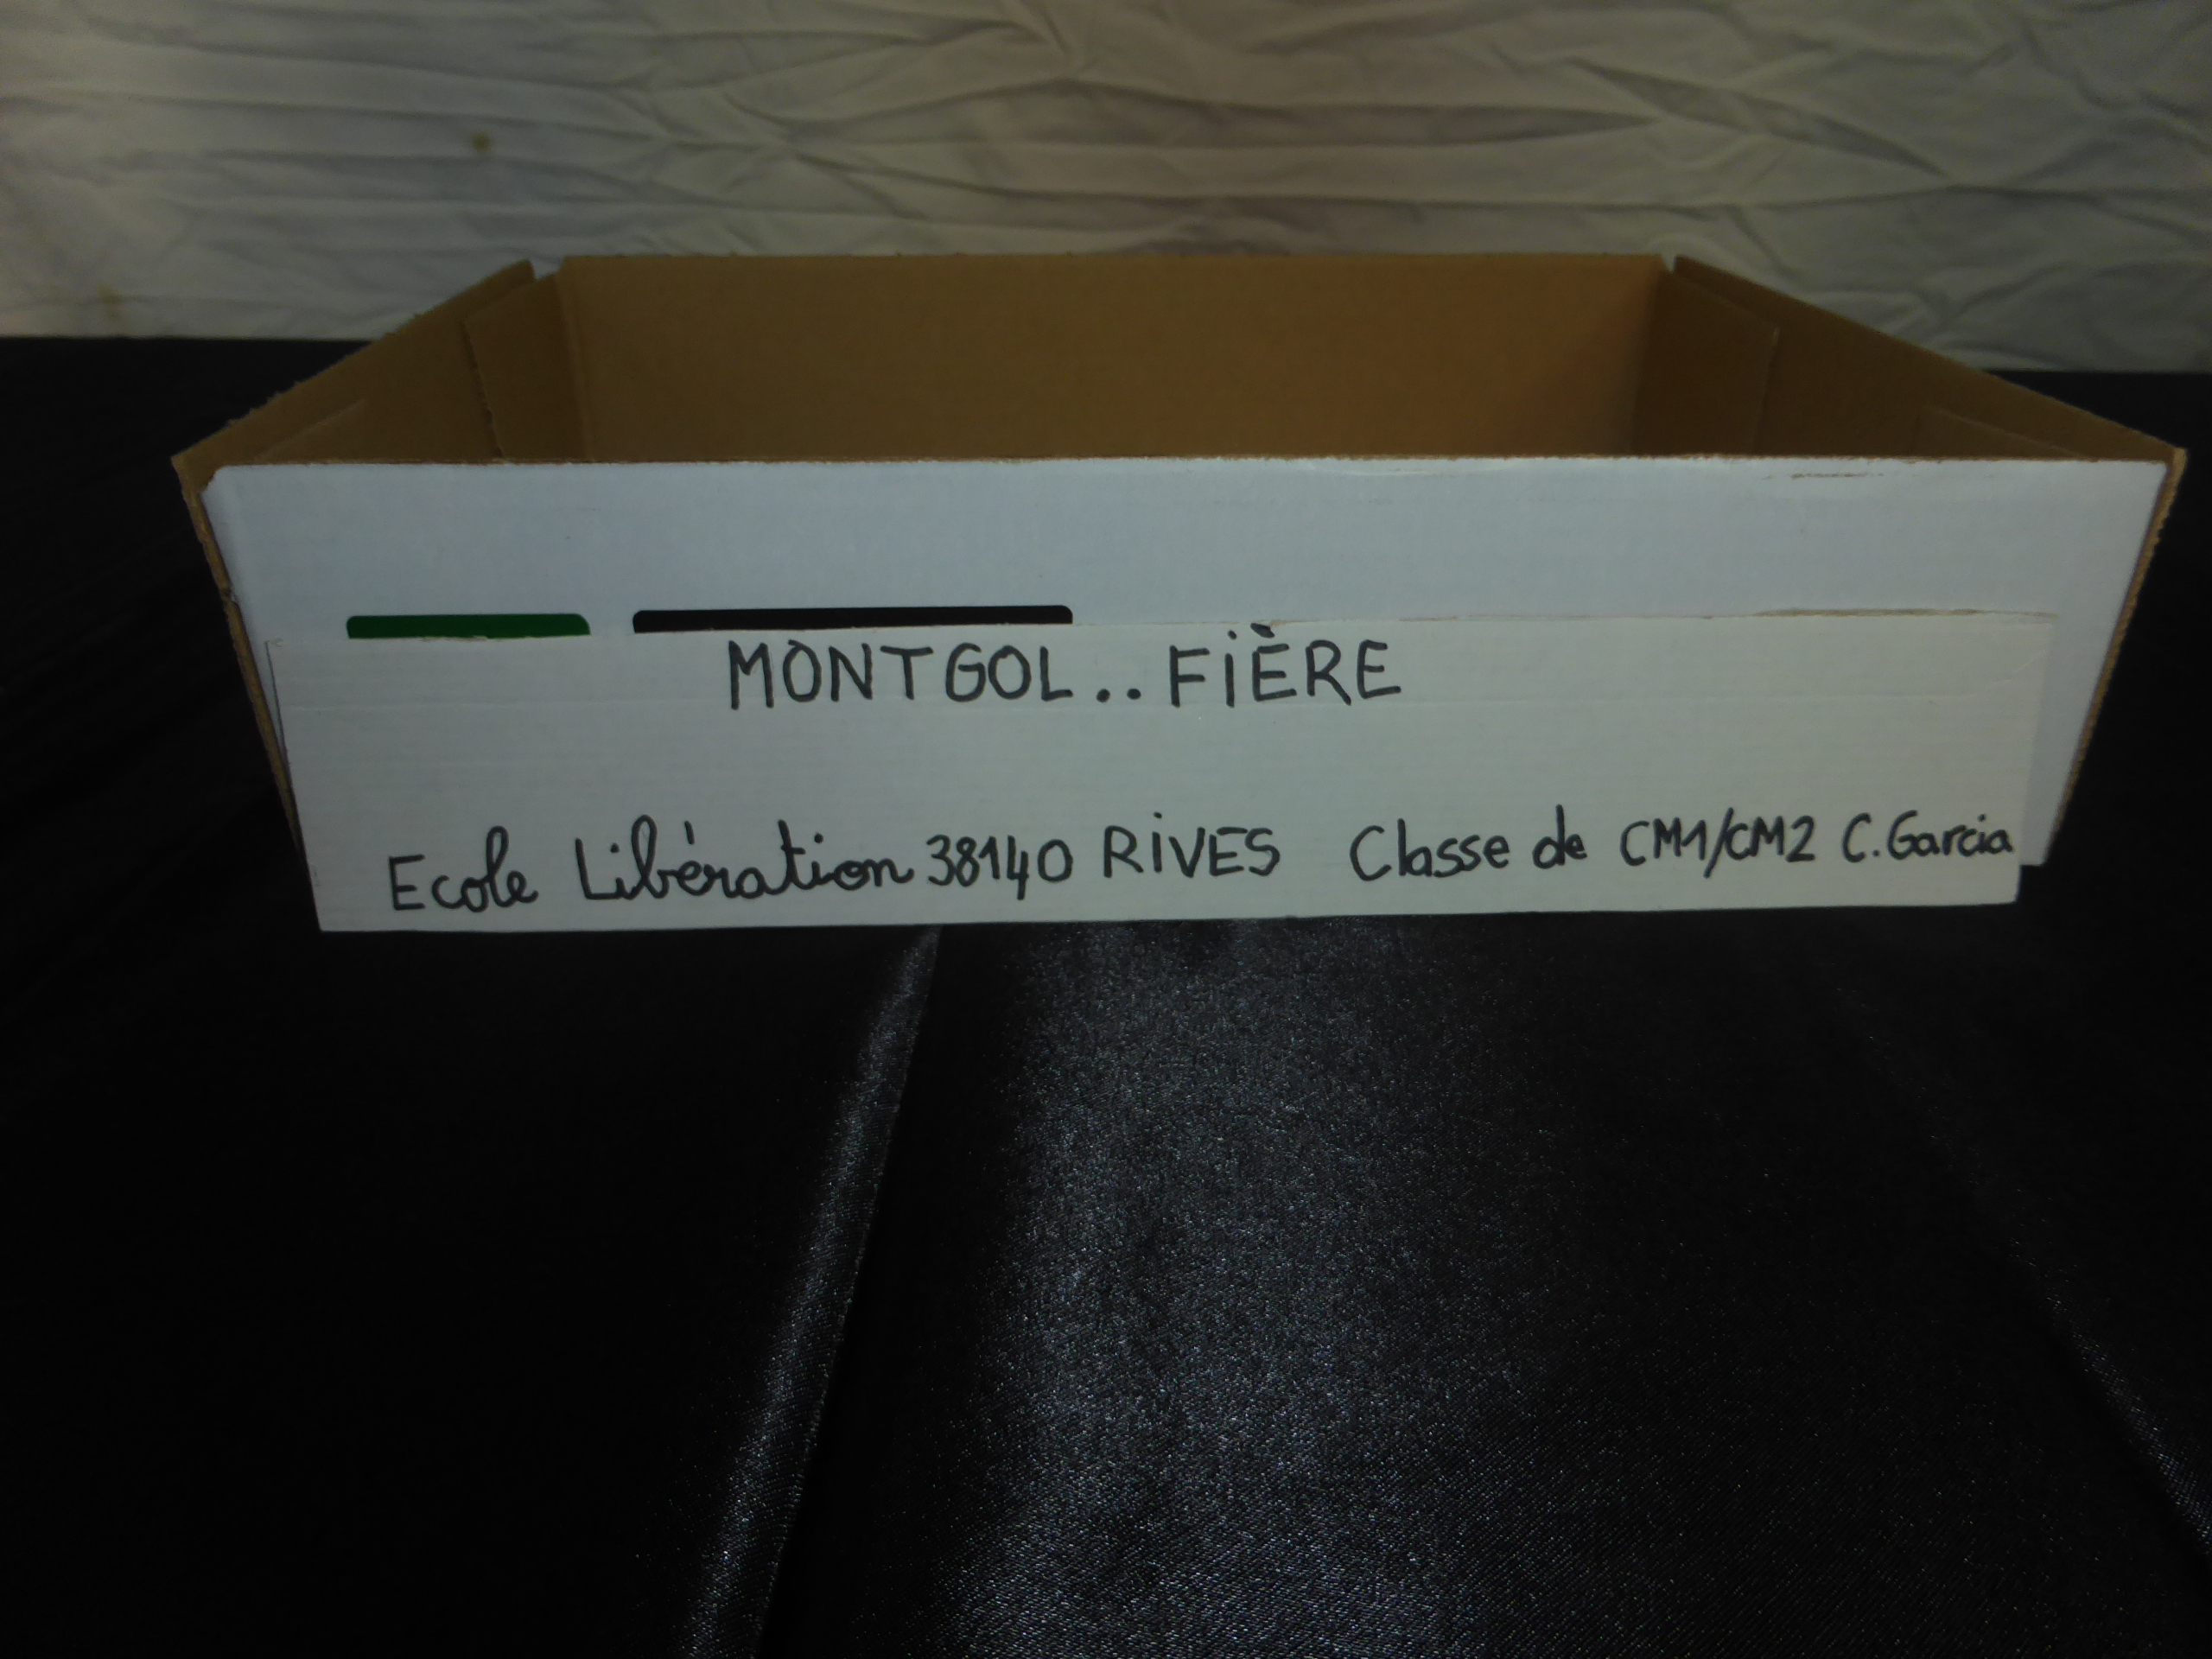 MONTGOL..FiÈRE
Ecole Libération 38140 RiVES Classe de CM1/CM2 C.Garcia